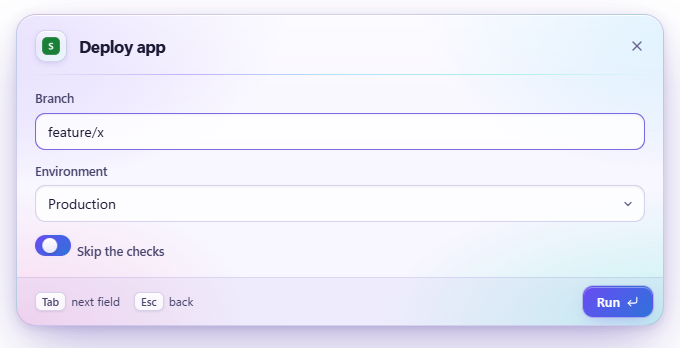 S Deploy app
Branch
feature/x
Environment
Production
Skip the checks
Tab next field Esc back Run